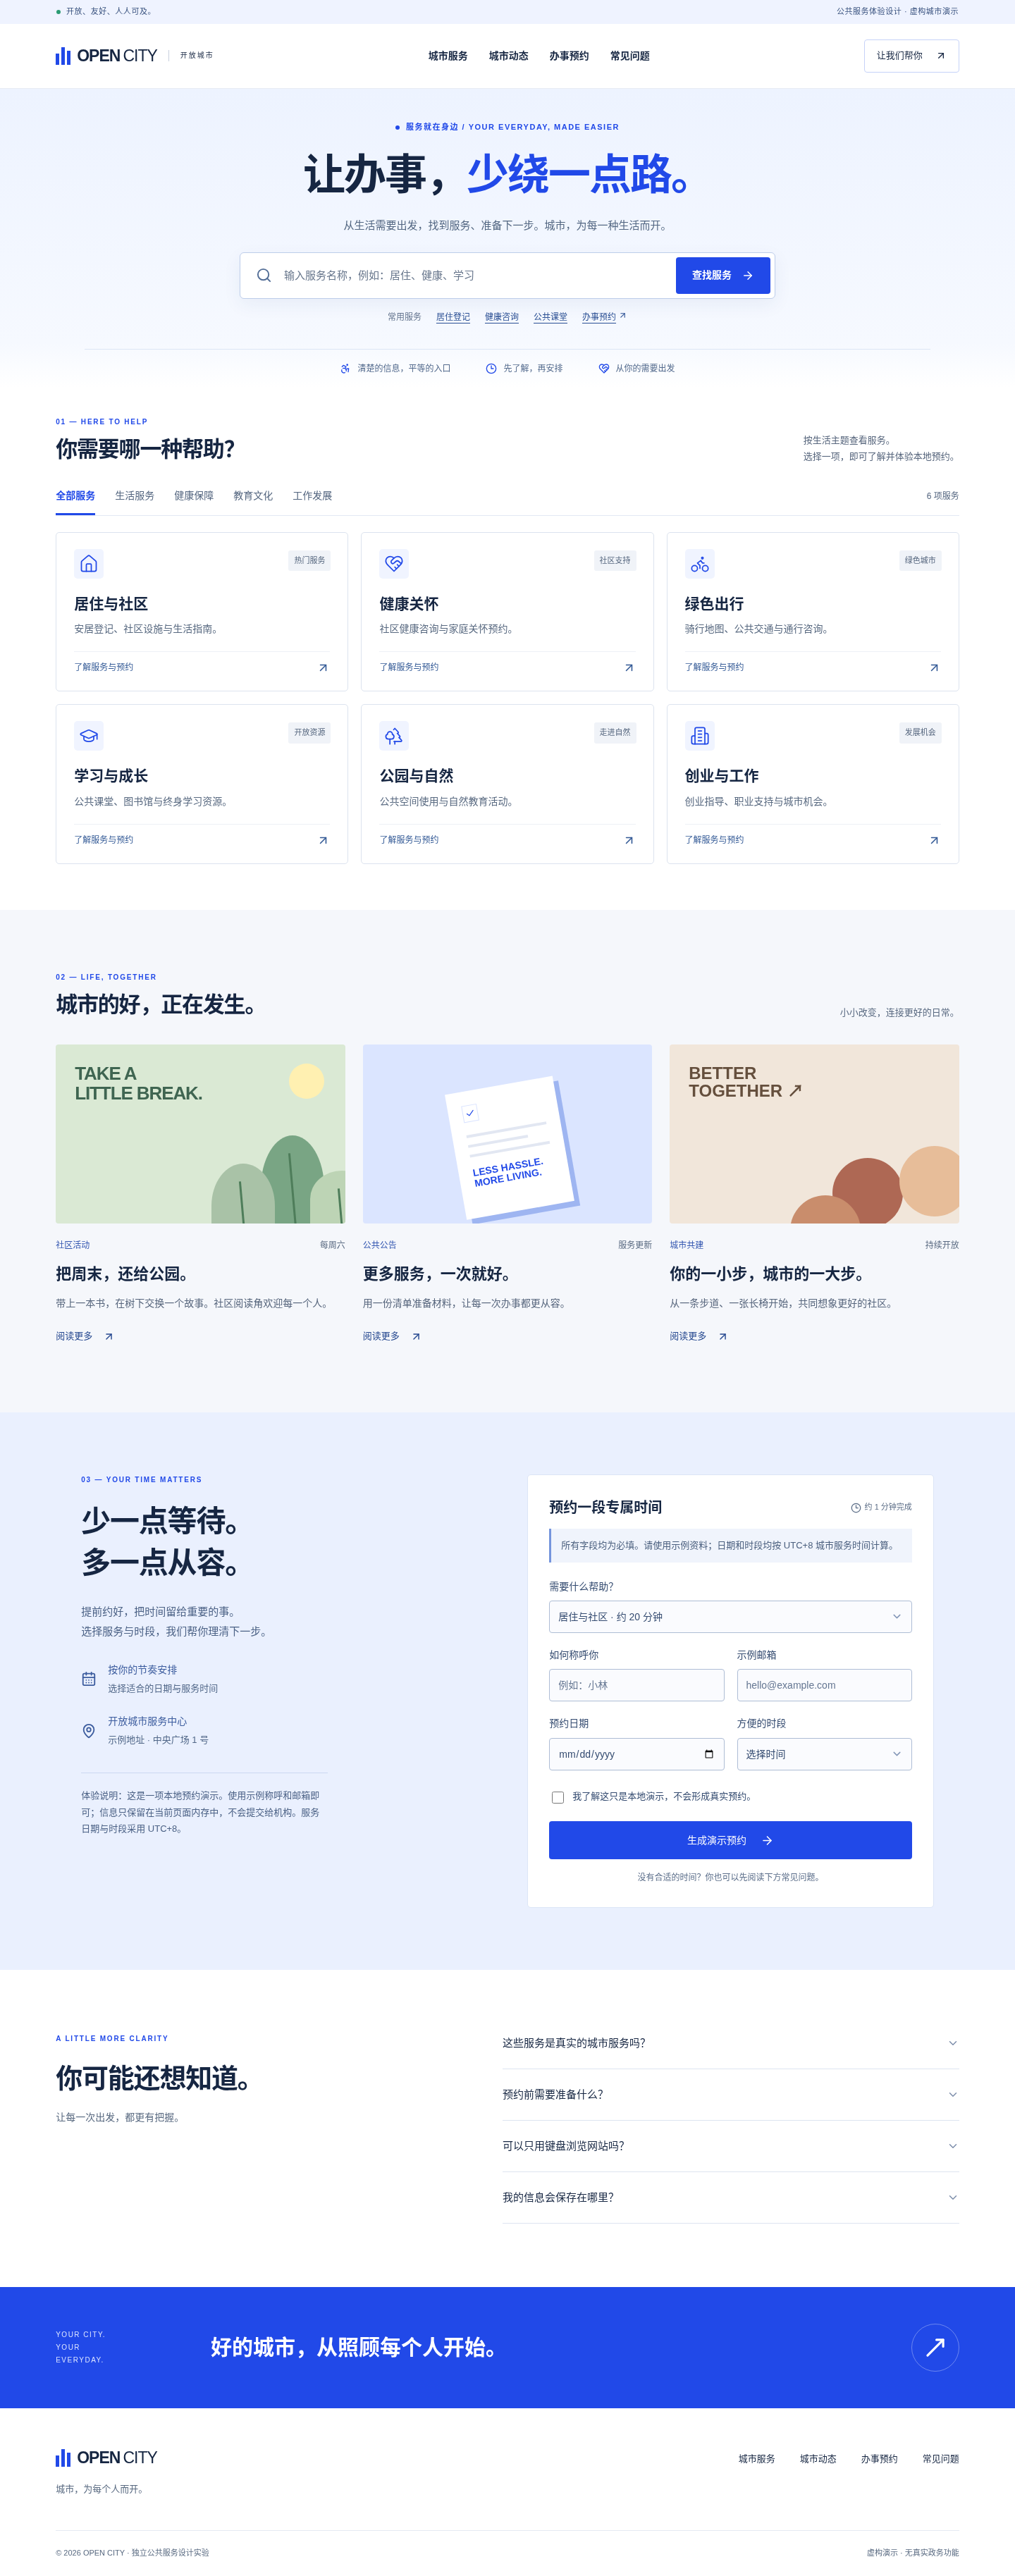 开放、友好、人人可及。
公共服务体验设计 · 虚构城市演示
OPEN CITY
开放城市
城市服务
城市动态
办事预约
常见问题
让我们帮你
服务就在身边 / YOUR EVERYDAY, MADE EASIER
让办事，少绕一点路。
从生活需要出发，找到服务、准备下一步。城市，为每一种生活而开。
输入服务名称，例如：居住、健康、学习
查找服务
常用服务
居住登记
健康咨询
公共课堂
办事预约
清楚的信息，平等的入口
先了解，再安排
从你的需要出发
01 — HERE TO HELP
你需要哪一种帮助？
按生活主题查看服务。
选择一项，即可了解并体验本地预约。
全部服务
生活服务
健康保障
教育文化
工作发展
6 项服务
热门服务
居住与社区
安居登记、社区设施与生活指南。
了解服务与预约
社区支持
健康关怀
社区健康咨询与家庭关怀预约。
了解服务与预约
绿色城市
绿色出行
骑行地图、公共交通与通行咨询。
了解服务与预约
开放资源
学习与成长
公共课堂、图书馆与终身学习资源。
了解服务与预约
走进自然
公园与自然
公共空间使用与自然教育活动。
了解服务与预约
发展机会
创业与工作
创业指导、职业支持与城市机会。
了解服务与预约
02 — LIFE, TOGETHER
城市的好，正在发生。
小小改变，连接更好的日常。
TAKE A
LITTLE BREAK.
社区活动
每周六
把周末，还给公园。
带上一本书，在树下交换一个故事。社区阅读角欢迎每一个人。
阅读更多
LESS HASSLE.
MORE LIVING.
公共公告
服务更新
更多服务，一次就好。
用一份清单准备材料，让每一次办事都更从容。
阅读更多
BETTER
TOGETHER ↗
城市共建
持续开放
你的一小步，城市的一大步。
从一条步道、一张长椅开始，共同想象更好的社区。
阅读更多
03 — YOUR TIME MATTERS
少一点等待。
多一点从容。
提前约好，把时间留给重要的事。
选择服务与时段，我们帮你理清下一步。
按你的节奏安排
选择适合的日期与服务时间
开放城市服务中心
示例地址 · 中央广场 1 号
体验说明：这是一项本地预约演示。使用示例称呼和邮箱即
可；信息只保留在当前页面内存中，不会提交给机构。服务
日期与时段采用 UTC+8。
预约一段专属时间
约 1 分钟完成
所有字段均为必填。请使用示例资料；日期和时段均按 UTC+8 城市服务时间计算。
需要什么帮助？
居住与社区 · 约 20 分钟
如何称呼你
示例邮箱
例如：小林
hello@example.com
预约日期
方便的时段
mm/dd/yyyy
选择时间
我了解这只是本地演示，不会形成真实预约。
生成演示预约
没有合适的时间？你也可以先阅读下方常见问题。
A LITTLE MORE CLARITY
你可能还想知道。
让每一次出发，都更有把握。
这些服务是真实的城市服务吗？
预约前需要准备什么？
可以只用键盘浏览网站吗？
我的信息会保存在哪里？
YOUR CITY.
YOUR
EVERYDAY.
好的城市，从照顾每个人开始。
OPEN CITY
城市，为每个人而开。
城市服务
城市动态
办事预约
常见问题
© 2026 OPEN CITY · 独立公共服务设计实验
虚构演示 · 无真实政务功能